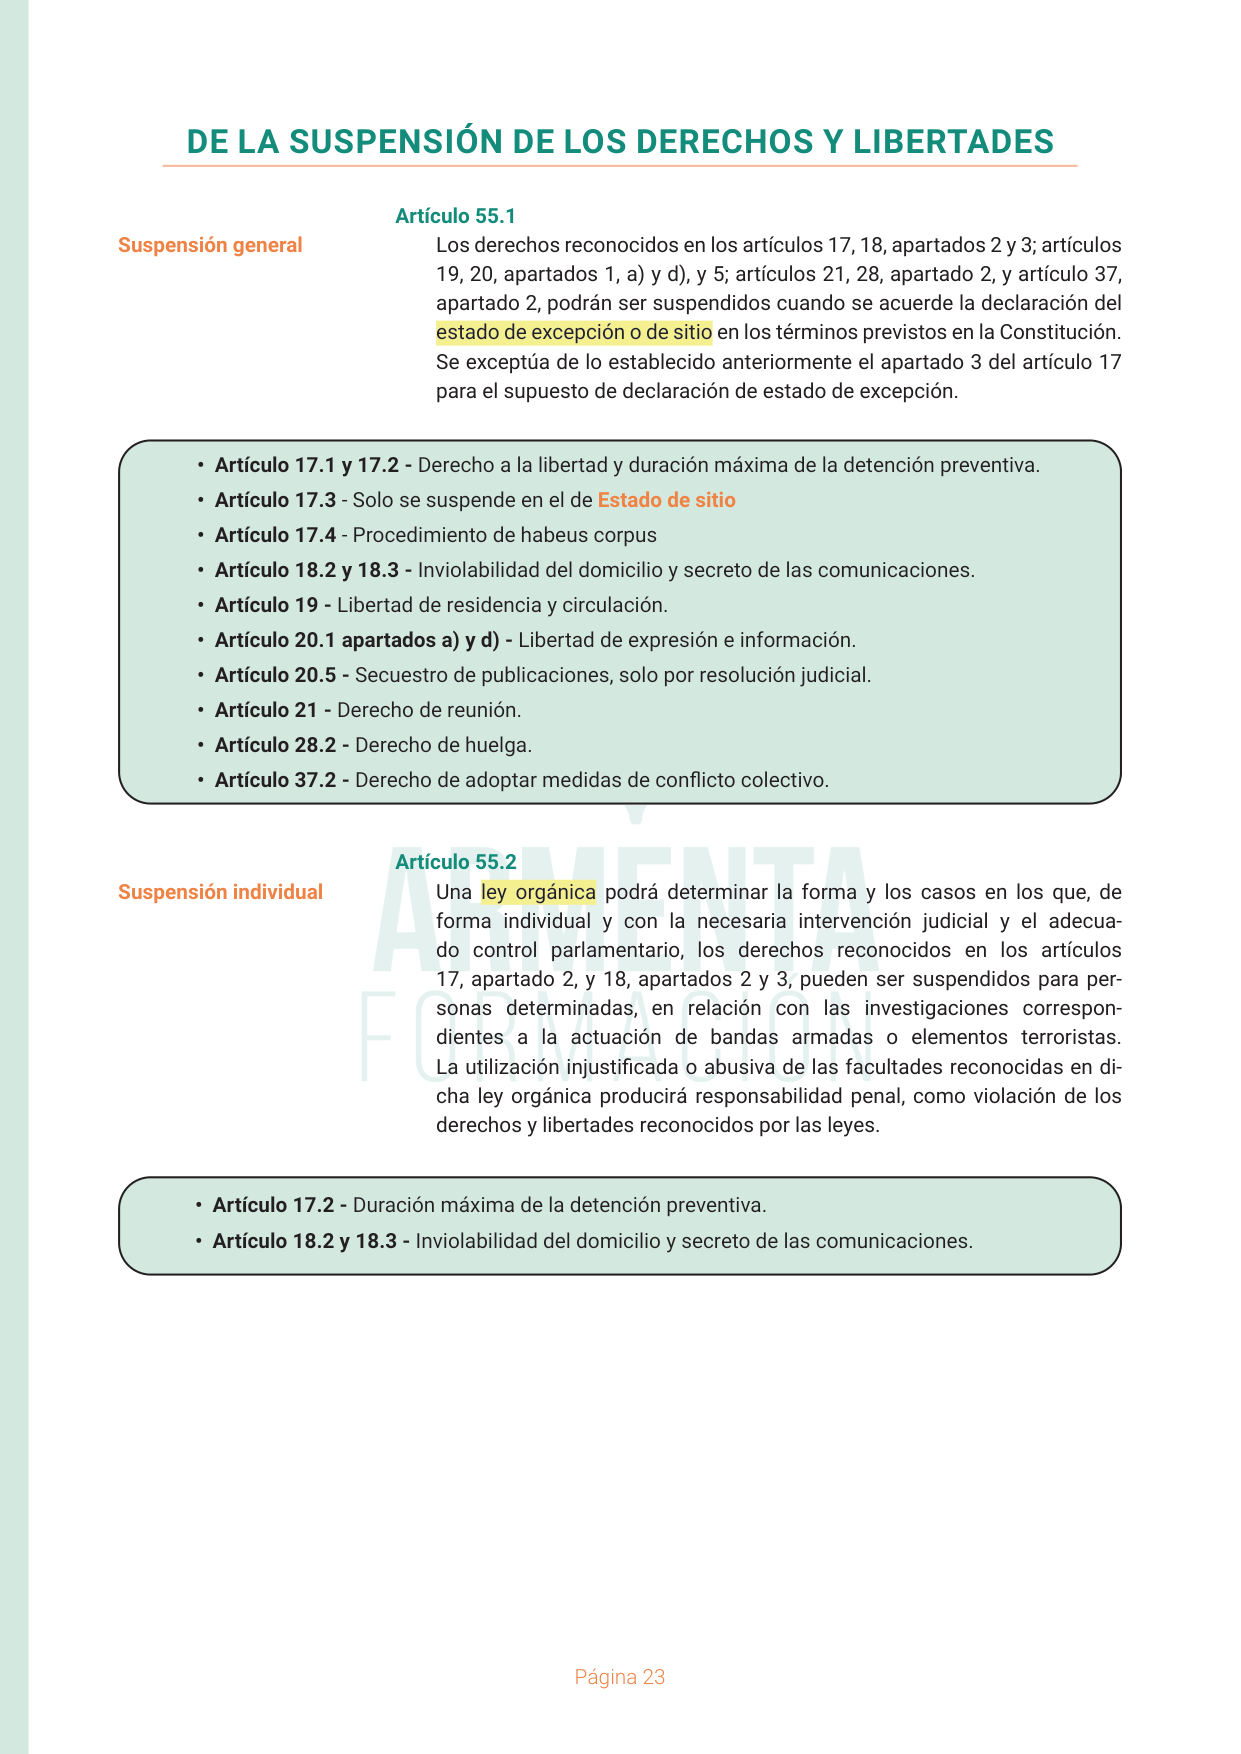 DE LA SUSPENSIÓN DE LOS DERECHOS Y LIBERTADES
Artículo 55.1
Suspensión general
Los derechos reconocidos en los artículos 17, 18, apartados 2 y 3; artículos
19, 20, apartados 1, a) y d), y 5; artículos 21, 28, apartado 2, y artículo 37,
apartado 2, podrán ser suspendidos cuando se acuerde la declaración del
estado de excepción o de sitio en los términos previstos en la Constitución.
Se exceptúa de lo establecido anteriormente el apartado 3 del artículo 17
para el supuesto de declaración de estado de excepción.
• Artículo 17.1 y 17.2 - Derecho a la libertad y duración máxima de la detención preventiva.
• Artículo 17.3 - Solo se suspende en el de Estado de sitio
• Artículo 17.4 - Procedimiento de habeus corpus
• Artículo 18.2 y 18.3 - Inviolabilidad del domicilio y secreto de las comunicaciones.
• Artículo 19 - Libertad de residencia y circulación.
• Artículo 20.1 apartados a) y d) - Libertad de expresión e información.
• Artículo 20.5 - Secuestro de publicaciones, solo por resolución judicial.
• Artículo 21 - Derecho de reunión.
• Artículo 28.2 - Derecho de huelga.
• Artículo 37.2 - Derecho de adoptar medidas de conflicto colectivo.
ARMENTA
FORMACIÓN
Artículo 55.2
Suspensión individual
Una ley orgánica podrá determinar la forma y los casos en los que, de
forma individual y con la necesaria intervención judicial y el adecua-
do control parlamentario, los derechos reconocidos en los artículos
17, apartado 2, y 18, apartados 2 y 3, pueden ser suspendidos para per-
sonas determinadas, en relación con las investigaciones correspon-
dientes a la actuación de bandas armadas o elementos terroristas.
La utilización injustificada o abusiva de las facultades reconocidas en di-
cha ley orgánica producirá responsabilidad penal, como violación de los
derechos y libertades reconocidos por las leyes.
• Artículo 17.2 - Duración máxima de la detención preventiva.
• Artículo 18.2 y 18.3 - Inviolabilidad del domicilio y secreto de las comunicaciones.
Página 23